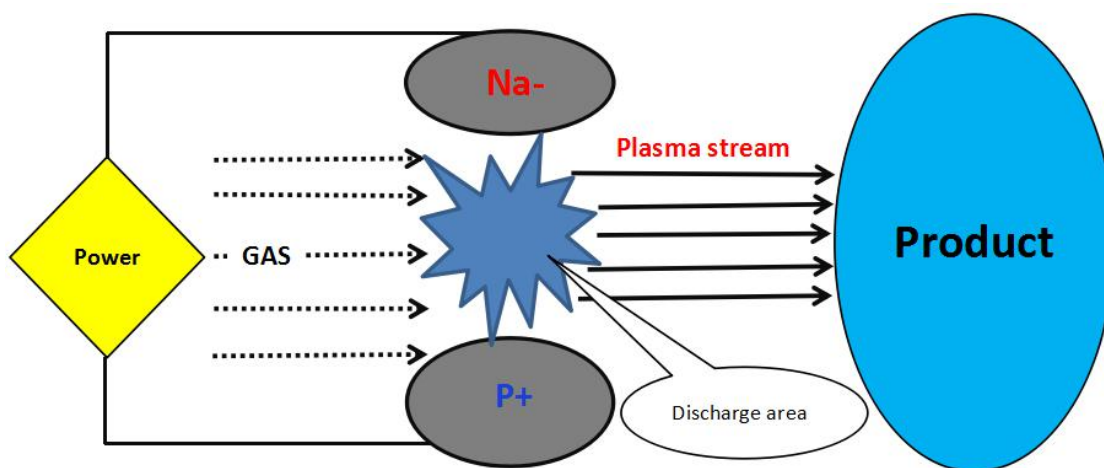 Na-
Plasma stream
Power
GAS
Product
P+
Discharge area